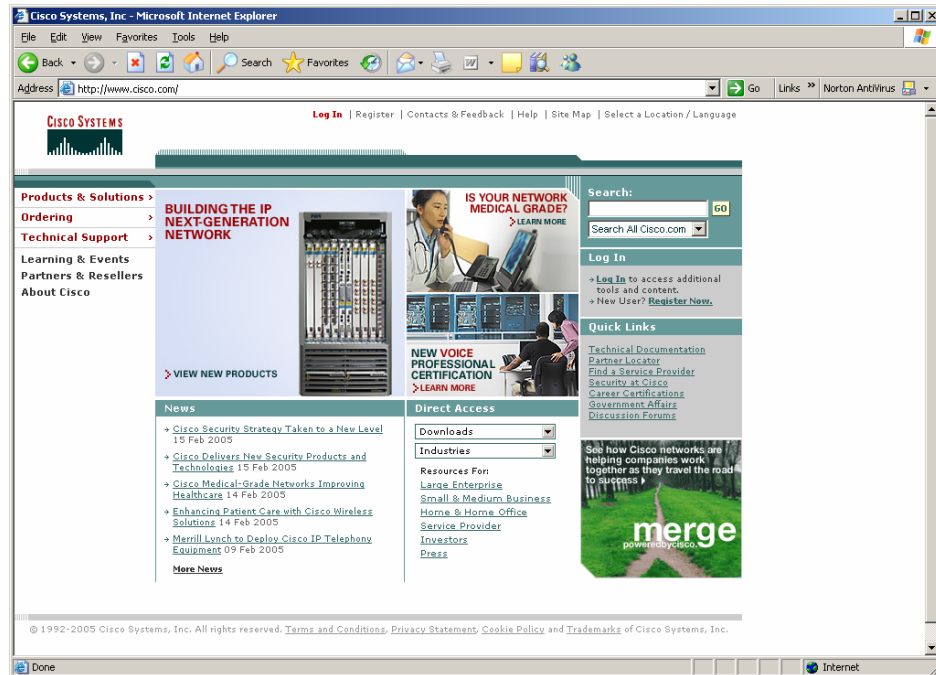 Cisco Systems, Inc - Microsoft Internet Explorer
File Edit View Favorites Tools Help
Back Search Favorites
Address http://www.cisco.com/ Go Links » Norton AntiVirus
CISCO SYSTEMS
Log In | Register | Contacts & Feedback | Help | Site Map | Select a Location / Language
Products & Solutions ›
Ordering ›
Technical Support ›
Learning & Events
Partners & Resellers
About Cisco
BUILDING THE IP
NEXT-GENERATION
NETWORK
VIEW NEW PRODUCTS
IS YOUR NETWORK
MEDICAL GRADE?
LEARN MORE
NEW VOICE
PROFESSIONAL
CERTIFICATION
LEARN MORE
Search:
GO
Search All Cisco.com
Log In
Log In to access additional
tools and content.
New User? Register Now.
Quick Links
Technical Documentation
Partner Locator
Find a Service Provider
Security at Cisco
Career Certifications
Government Affairs
Discussion Forums
News
Cisco Security Strategy Taken to a New Level
15 Feb 2005
Cisco Delivers New Security Products and
Technologies 15 Feb 2005
Cisco Medical-Grade Networks Improving
Healthcare 14 Feb 2005
Enhancing Patient Care with Cisco Wireless
Solutions 14 Feb 2005
Merrill Lynch to Deploy Cisco IP Telephony
Equipment 09 Feb 2005
More News
Direct Access
Downloads
Industries
Resources For:
Large Enterprise
Small & Medium Business
Home & Home Office
Service Provider
Investors
Press
See how Cisco networks are
helping companies work
together as they travel the road
to success
merge
poweredbycisco.
© 1992-2005 Cisco Systems, Inc. All rights reserved. Terms and Conditions, Privacy Statement, Cookie Policy and Trademarks of Cisco Systems, Inc.
Done Internet